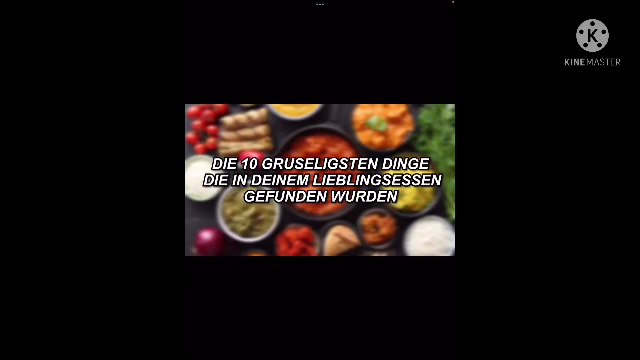 KINEMASTER
DIE 10 GRUSELIGSTEN DINGE
DIE IN DEINEM LIEBLINGSESSEN
GEFUNDEN WURDEN